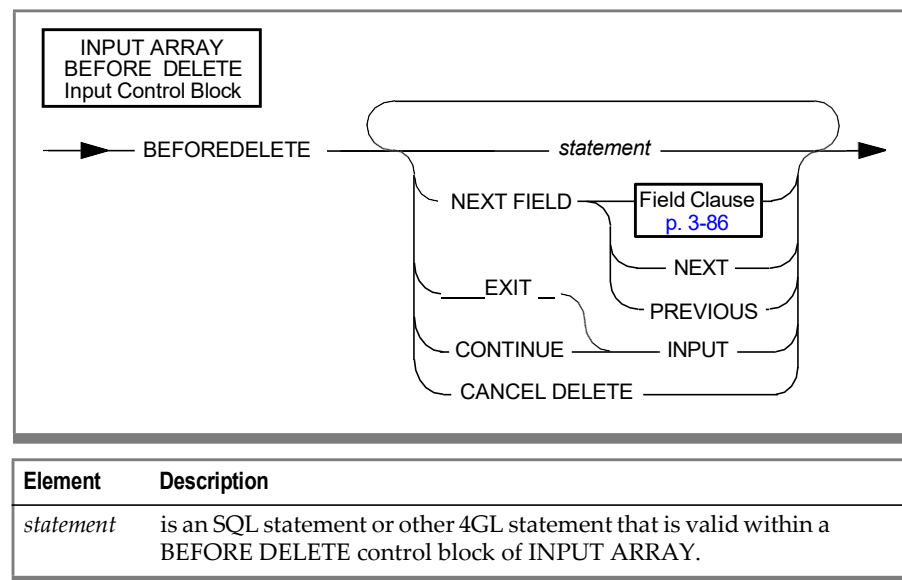 INPUT ARRAY
BEFORE DELETE
Input Control Block
BEFOREDELETE
statement
NEXT FIELD
Field Clause
p. 3-86
NEXT
PREVIOUS
EXIT
CONTINUE
INPUT
CANCEL DELETE
Element Description
statement is an SQL statement or other 4GL statement that is valid within a
BEFORE DELETE control block of INPUT ARRAY.